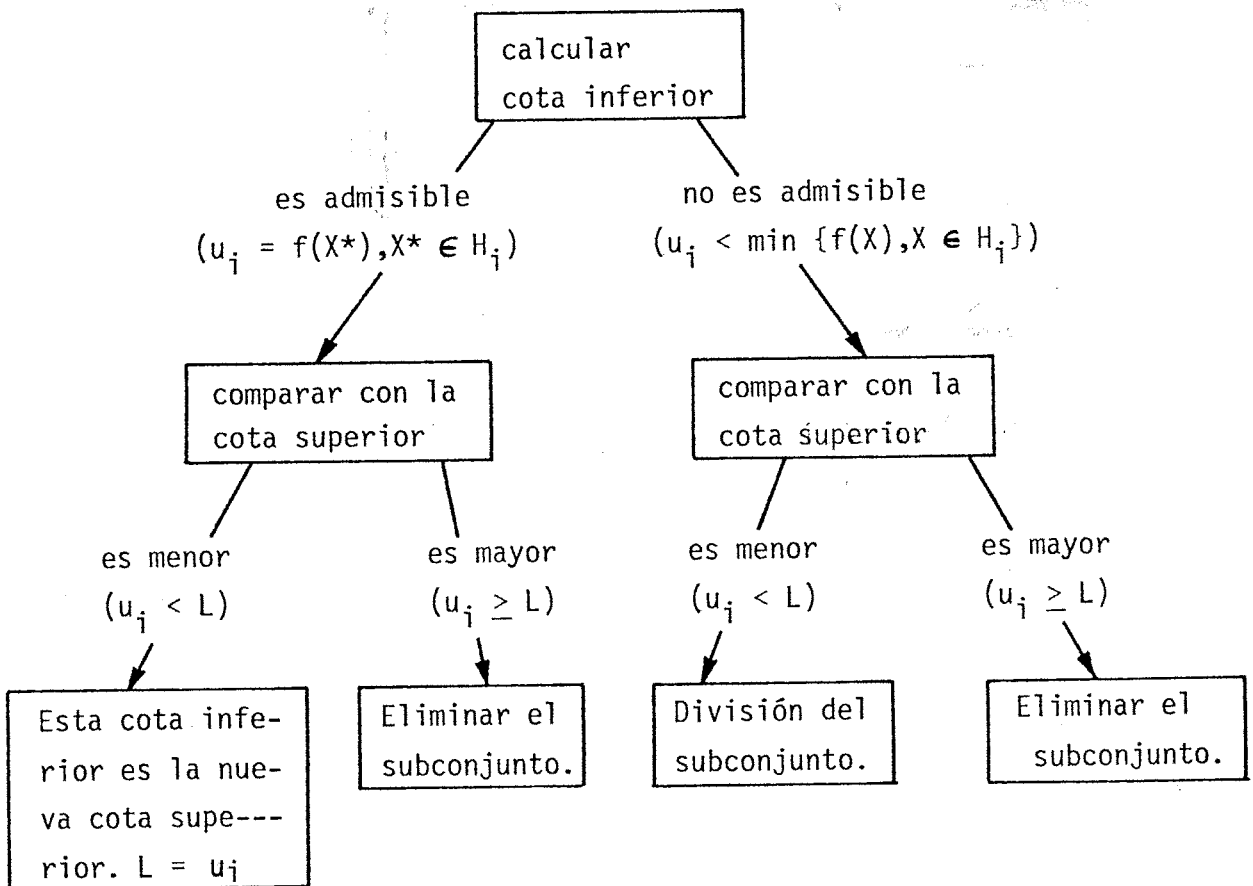 calcular
cota inferior
es admisible
(u_i = f(X*),X* ∈ H_i)
no es admisible
(u_i < min {f(X),X ∈ H_i})
comparar con la
cota superior
comparar con la
cota superior
es menor
(u_i < L)
es mayor
(u_i ≥ L)
es menor
(u_i < L)
es mayor
(u_i ≥ L)
Esta cota infe-
rior es la nue-
va cota supe---
rior. L = u_i
Eliminar el
subconjunto.
División del
subconjunto.
Eliminar el
subconjunto.